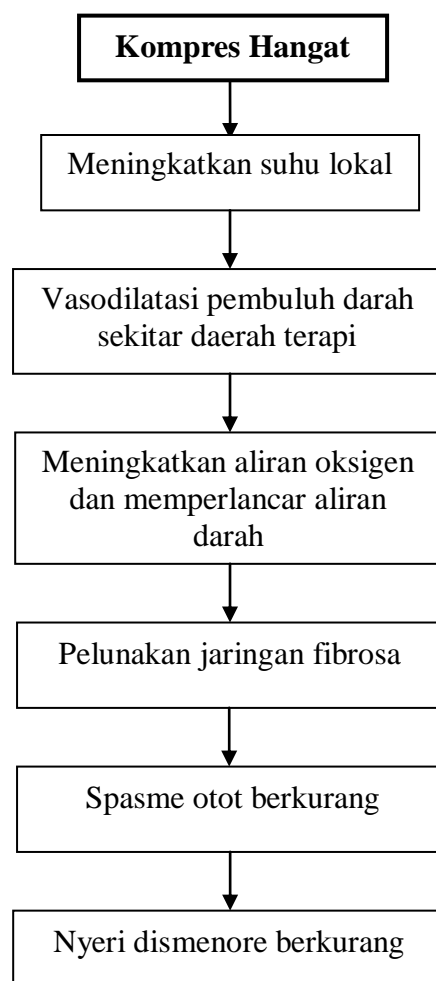 Kompres Hangat
Meningkatkan suhu lokal
Vasodilatasi pembuluh darah
sekitar daerah terapi
Meningkatkan aliran oksigen
dan memperlancar aliran
darah
Pelunakan jaringan fibrosa
Spasme otot berkurang
Nyeri dismenore berkurang